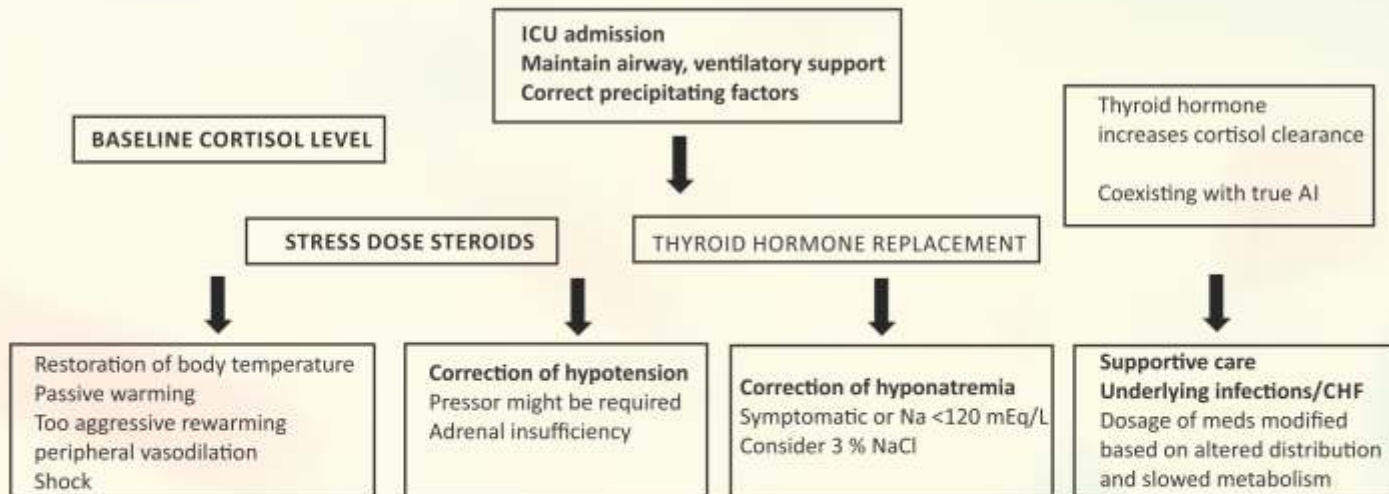 ICU admission
Maintain airway, ventilatory support
Correct precipitating factors
BASELINE CORTISOL LEVEL
Thyroid hormone
increases cortisol clearance
Coexisting with true AI
STRESS DOSE STEROIDS
THYROID HORMONE REPLACEMENT
Restoration of body temperature
Passive warming
Too aggressive rewarming
peripheral vasodilation
Shock
Correction of hypotension
Pressor might be required
Adrenal insufficiency
Correction of hyponatremia
Symptomatic or Na <120 mEq/L
Consider 3 % NaCl
Supportive care
Underlying infections/CHF
Dosage of meds modified
based on altered distribution
and slowed metabolism